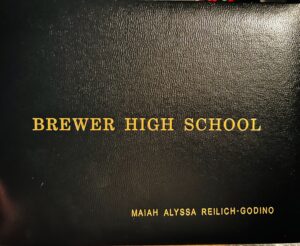 BREWER HIGH SCHOOL
MAIAH ALYSSA REILICH-GODINO